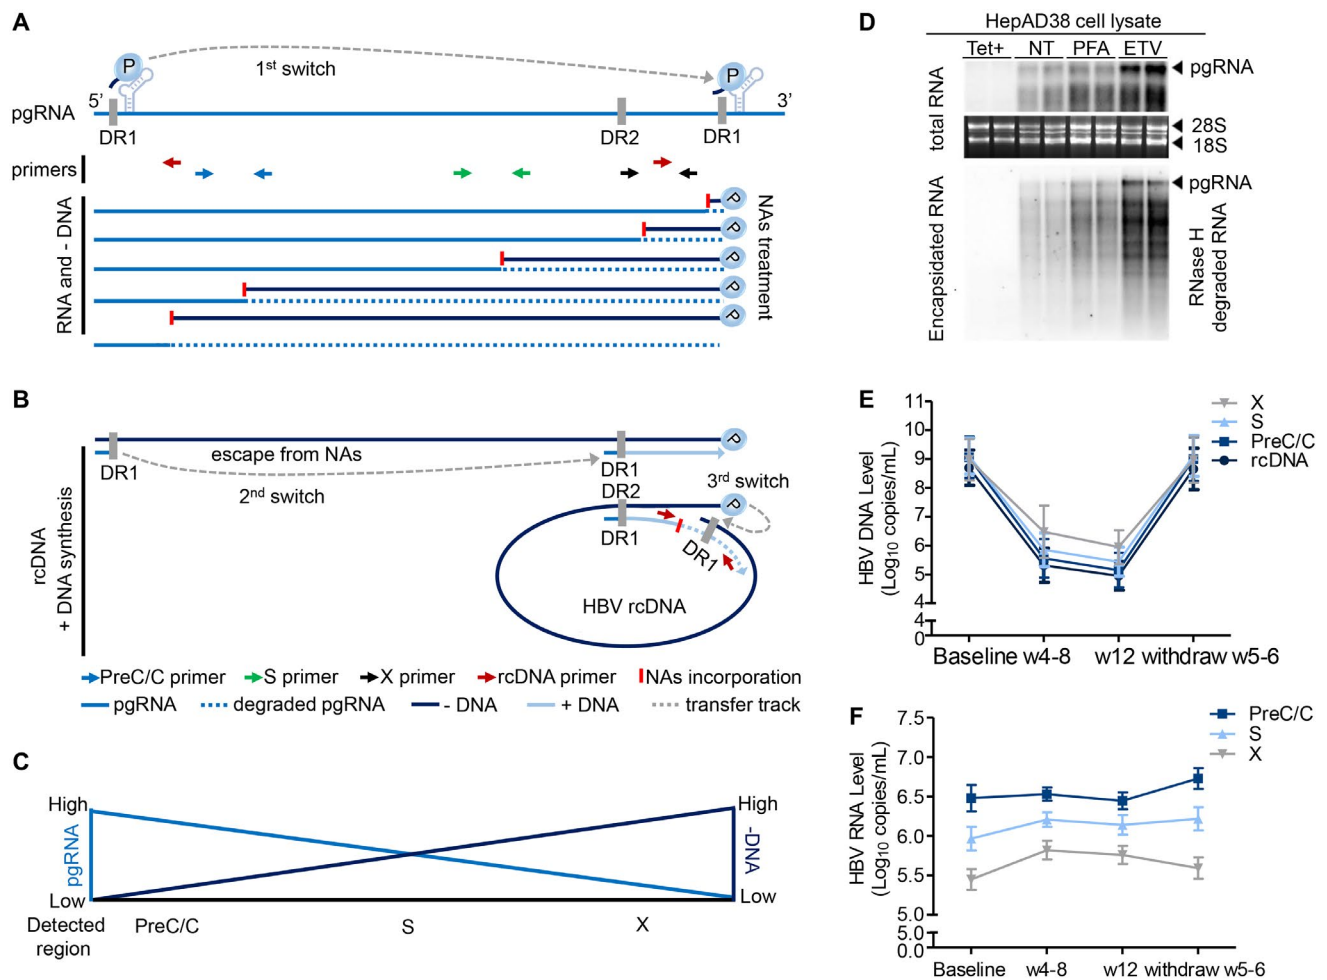 A
P
1st switch
P
5’
3’
pgRNA
DR1
DR2
DR1
primers
RNA and - DNA
P
P
P
P
P
NAs treatment
B
P
escape from NAs
DR1
2nd switch
DR1
DR2
3rd switch
P
DR1
DR1
HBV rcDNA
rcDNA
+ DNA synthesis
PreC/C primer
S primer
X primer
rcDNA primer
NAs incorporation
pgRNA
degraded pgRNA
- DNA
+ DNA
transfer track
C
High
High
pgRNA
-DNA
Low
Low
Detected
region
PreC/C
S
X
D
HepAD38 cell lysate
Tet+ NT PFA ETV
total RNA
pgRNA
28S
18S
Encapsidated RNA
pgRNA
RNase H
degraded RNA
E
HBV DNA Level
(Log10 copies/mL)
11
10
9
8
7
6
5
4
4
0
X
S
PreC/C
rcDNA
Baseline w4-8 w12 withdraw w5-6
F
HBV RNA Level
(Log10 copies/mL)
7.5
7.0
6.5
6.0
5.5
5.0
5.0
0.0
PreC/C
S
X
Baseline w4-8 w12 withdraw w5-6